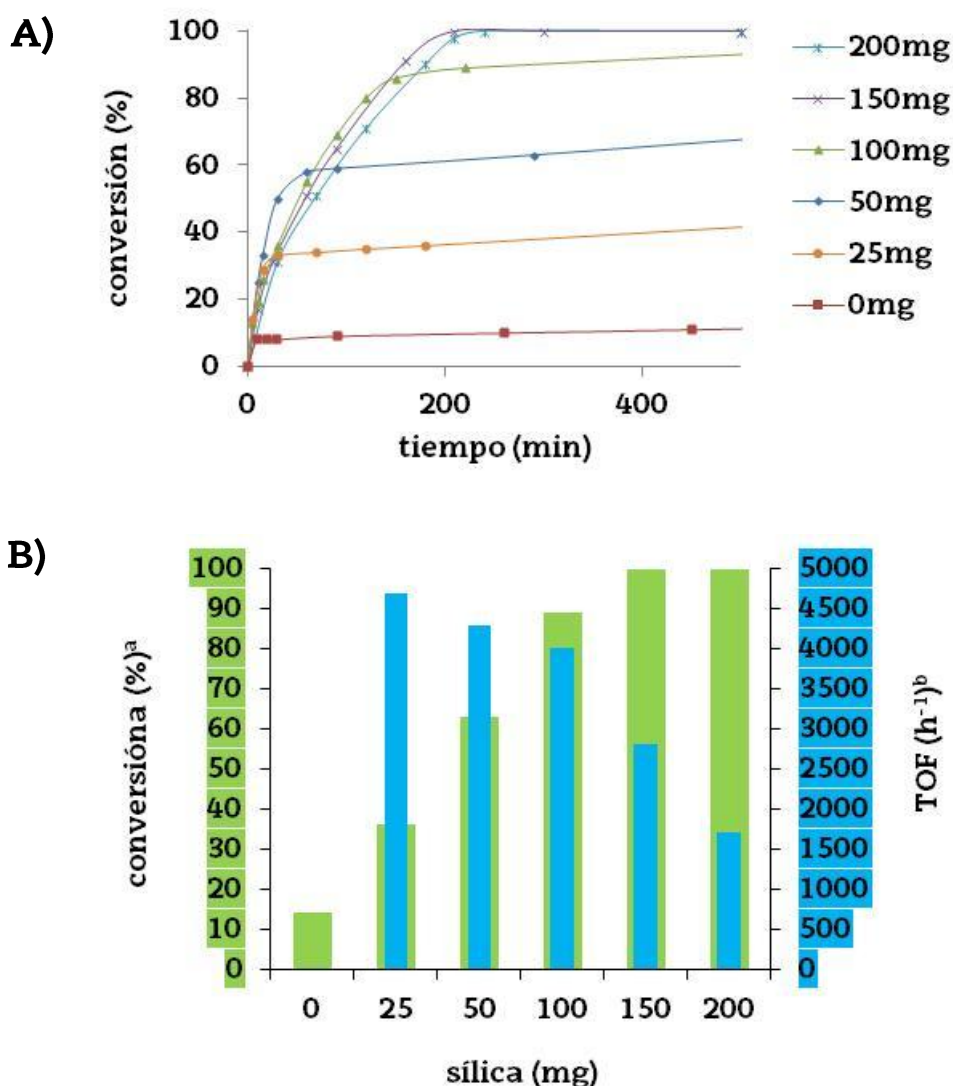 A)
conversión (%)
100
80
60
40
20
0
0 200 400
tiempo (min)
200mg
150mg
100mg
50mg
25mg
0mg
B)
conversióna (%)ª
100
90
80
70
60
50
40
30
20
10
0
5000
4500
4000
3500
3000
2500
2000
1500
1000
500
0
TOF (h⁻¹)ᵇ
0 25 50 100 150 200
sílica (mg)